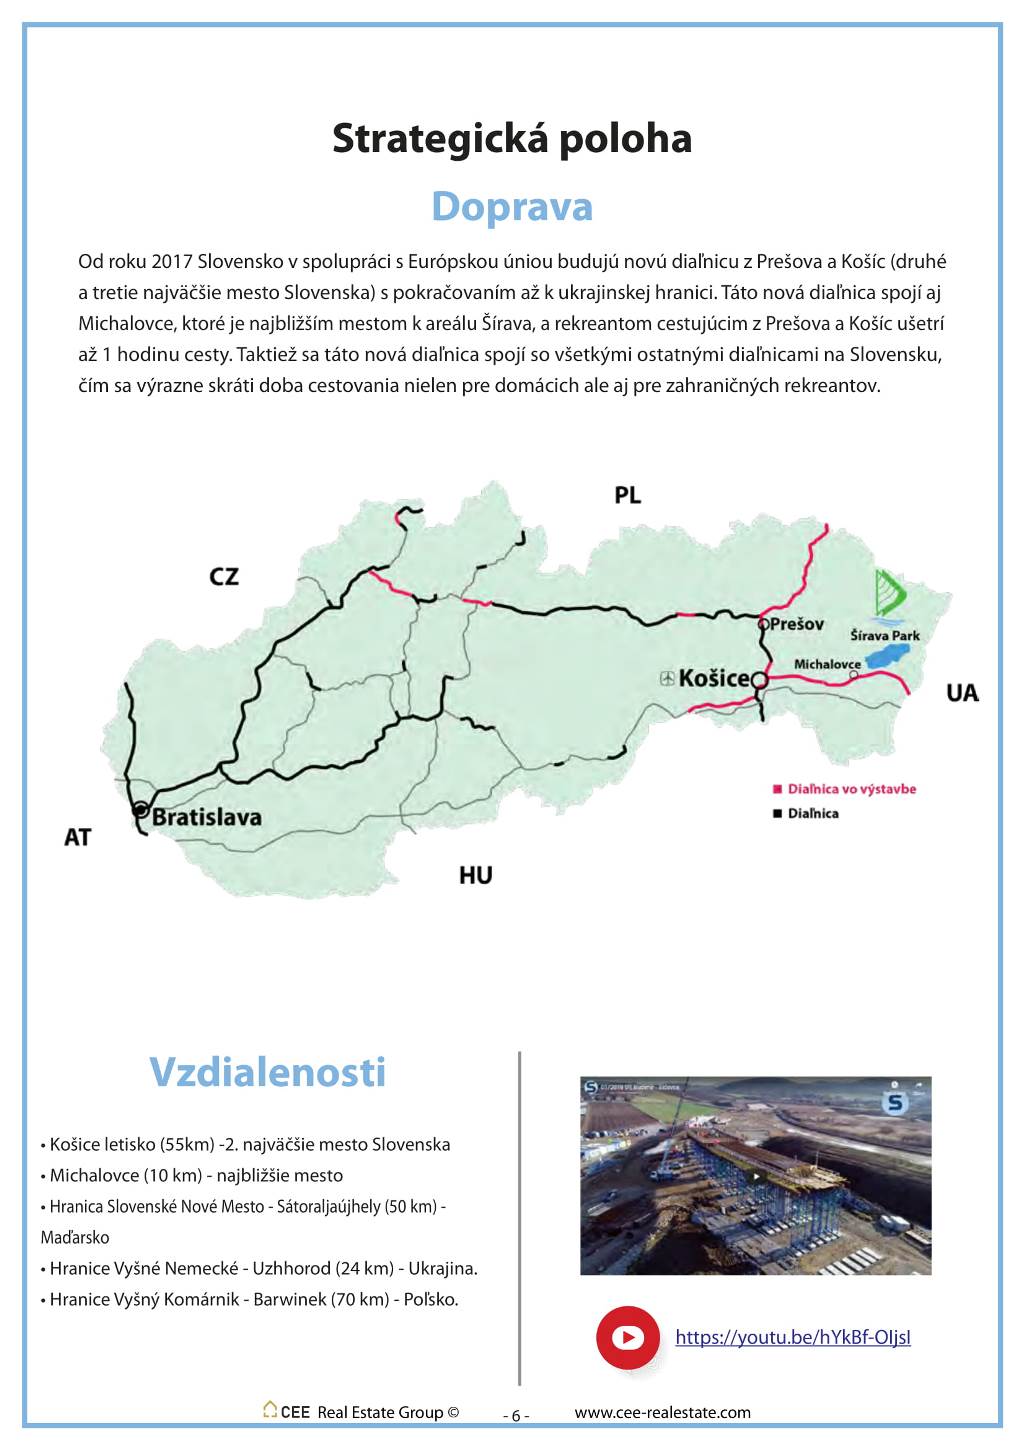 Strategická poloha
Doprava
Od roku 2017 Slovensko v spolupráci s Európskou úniou budujú novú diaľnicu z Prešova a Košíc (druhé
a tretie najväčšie mesto Slovenska) s pokračovaním až k ukrajinskej hranici. Táto nová diaľnica spojí aj
Michalovce, ktoré je najbližším mestom k areálu Šírava, a rekreantom cestujúcim z Prešova a Košíc ušetrí
až 1 hodinu cesty. Taktiež sa táto nová diaľnica spojí so všetkými ostatnými diaľnicami na Slovensku,
čím sa výrazne skráti doba cestovania nielen pre domácich ale aj pre zahraničných rekreantov.
PL
CZ
Prešov
Šírava Park
Michalovce
Košice
UA
Diaľnica vo výstavbe
Diaľnica
Bratislava
AT
HU
Vzdialenosti
• Košice letisko (55km) -2. najväčšie mesto Slovenska
• Michalovce (10 km) - najbližšie mesto
• Hranica Slovenské Nové Mesto - Sátoraljaújhely (50 km) -
Maďarsko
• Hranice Vyšné Nemecké - Uzhhorod (24 km) - Ukrajina.
• Hranice Vyšný Komárnik - Barwinek (70 km) - Poľsko.
S
https://youtu.be/hYkBf-OIjsI
CEE Real Estate Group ©
- 6 -
www.cee-realestate.com